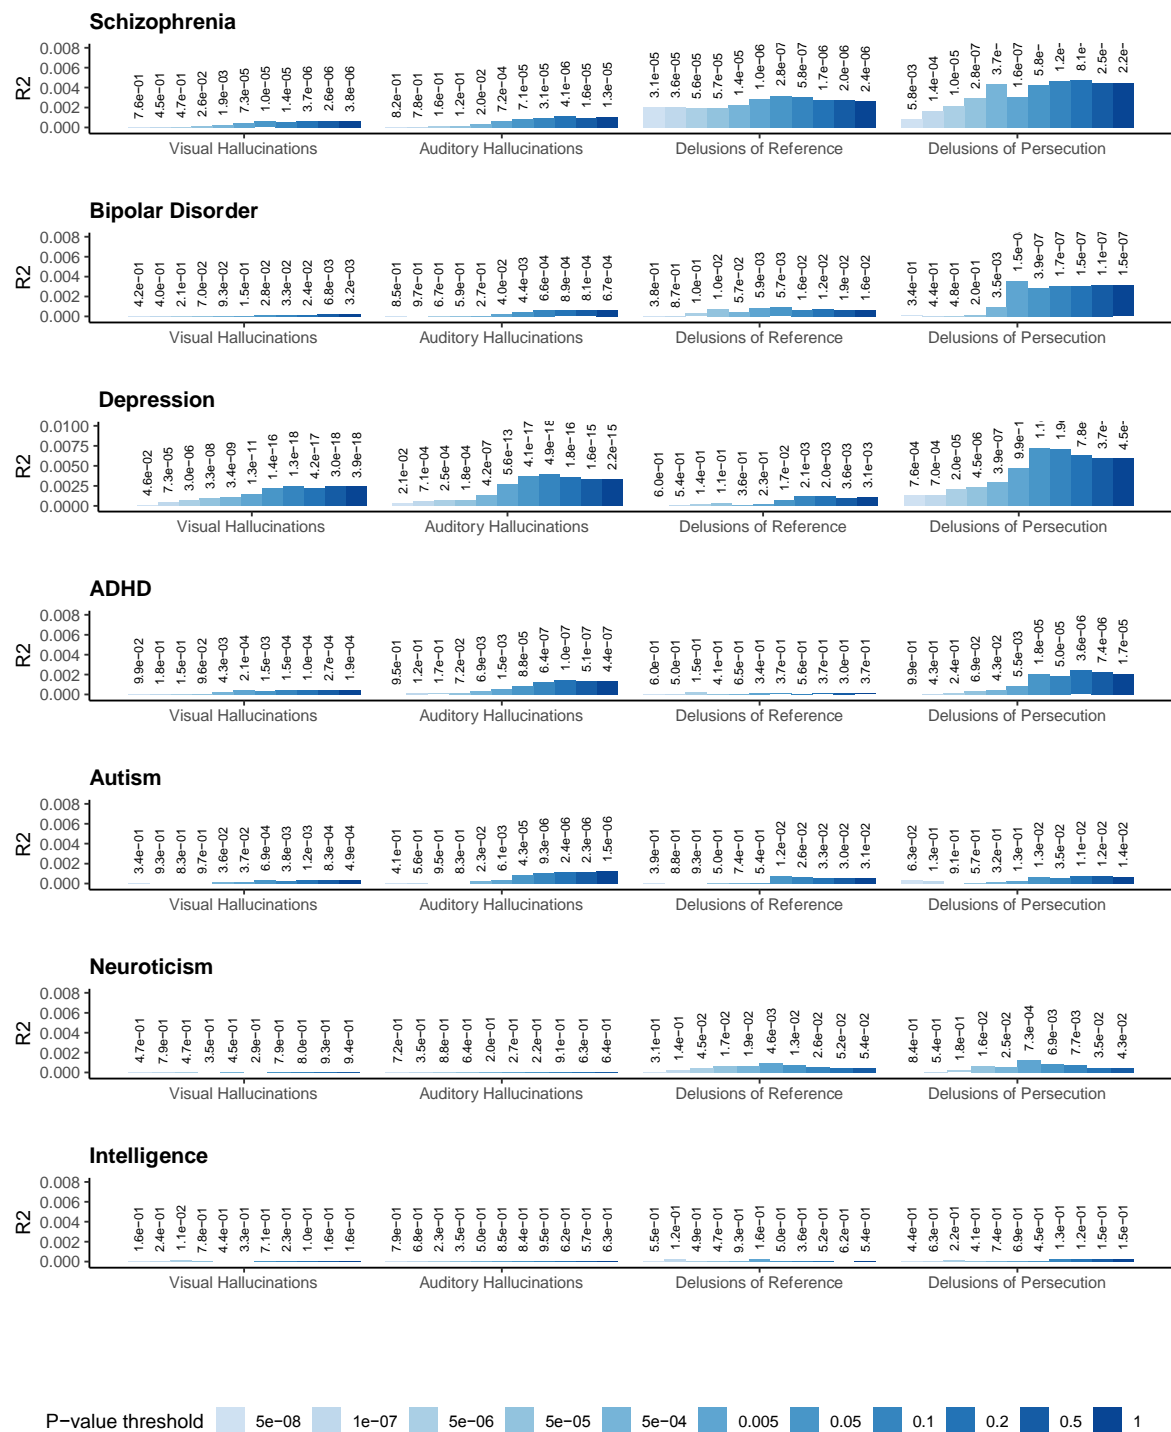 Schizophrenia
0.008
0.006
0.004
0.002
0.000
R2
7.6e−01 4.5e−01 4.7e−01 2.6e−02 1.9e−03 7.3e−05 1.0e−05 1.4e−05 3.7e−06 2.6e−06 3.8e−06
8.2e−01 7.8e−01 1.6e−01 1.2e−01 2.0e−02 7.2e−04 7.1e−05 3.1e−05 4.1e−06 1.6e−05 1.3e−05
3.1e−05 3.6e−05 5.6e−05 5.7e−05 1.4e−05 1.0e−06 2.8e−07 5.8e−07 1.7e−06 2.0e−06 2.4e−06
5.8e−03 1.4e−04 1.0e−05 2.8e−07 3.7e− 1.6e−07 5.8e− 1.2e− 8.1e− 2.5e− 2.2e−
Visual Hallucinations Auditory Hallucinations Delusions of Reference Delusions of Persecution
Bipolar Disorder
0.008
0.006
0.004
0.002
0.000
R2
4.2e−01 4.0e−01 2.1e−01 7.0e−02 9.3e−02 1.5e−01 2.8e−02 3.3e−02 2.4e−02 6.8e−03 3.2e−03
8.5e−01 9.7e−01 6.7e−01 5.9e−01 2.7e−01 4.0e−02 4.4e−03 6.6e−04 8.9e−04 8.1e−04 6.7e−04
3.8e−01 8.7e−01 1.0e−01 1.0e−02 5.7e−02 5.9e−03 5.7e−03 1.6e−02 1.2e−02 1.9e−02 1.6e−02
3.4e−01 4.4e−01 4.8e−01 2.0e−01 3.5e−03 1.5e−0 3.9e−07 1.7e−07 1.5e−07 1.1e−07 1.5e−07
Visual Hallucinations Auditory Hallucinations Delusions of Reference Delusions of Persecution
Depression
0.0100
0.0075
0.0050
0.0025
0.0000
R2
4.6e−02 7.3e−05 3.0e−06 3.3e−08 3.4e−09 1.3e−11 1.4e−16 1.3e−18 4.2e−17 3.0e−18 3.9e−18
2.1e−02 7.1e−04 2.5e−04 1.8e−04 4.2e−07 5.6e−13 4.1e−17 4.9e−18 1.8e−16 1.6e−15 2.2e−15
6.0e−01 5.4e−01 1.4e−01 1.1e−01 3.6e−01 2.3e−01 1.7e−02 2.1e−03 2.0e−03 3.6e−03 3.1e−03
7.6e−04 7.0e−04 2.0e−05 4.5e−06 3.9e−07 9.9e−1 1.1 1.9 7.8e 3.7e− 4.5e−
Visual Hallucinations Auditory Hallucinations Delusions of Reference Delusions of Persecution
ADHD
0.008
0.006
0.004
0.002
0.000
R2
9.9e−02 1.8e−01 1.5e−01 9.6e−02 4.3e−03 2.1e−04 1.5e−03 1.5e−04 1.0e−04 2.7e−04 1.9e−04
9.5e−01 1.2e−01 1.7e−01 7.2e−02 6.9e−03 1.5e−03 8.8e−05 6.4e−07 1.0e−07 5.1e−07 4.4e−07
6.0e−01 5.0e−01 1.5e−01 4.1e−01 6.5e−01 3.4e−01 3.7e−01 5.6e−01 3.7e−01 3.0e−01 3.7e−01
9.9e−01 4.3e−01 2.4e−01 6.9e−02 4.3e−02 5.5e−03 1.8e−05 5.0e−05 3.6e−06 7.4e−06 1.7e−05
Visual Hallucinations Auditory Hallucinations Delusions of Reference Delusions of Persecution
Autism
0.008
0.006
0.004
0.002
0.000
R2
3.4e−01 9.3e−01 8.3e−01 9.7e−01 3.6e−02 3.7e−02 6.9e−04 3.8e−03 1.2e−03 8.3e−04 4.9e−04
4.1e−01 5.6e−01 9.5e−01 8.3e−01 2.3e−02 6.1e−03 4.3e−05 9.3e−06 2.4e−06 2.3e−06 1.5e−06
3.9e−01 8.8e−01 9.3e−01 5.0e−01 7.4e−01 5.4e−01 1.2e−02 2.6e−02 3.3e−02 3.0e−02 3.1e−02
6.3e−02 1.3e−01 9.1e−01 5.7e−01 3.2e−01 1.3e−01 1.3e−02 3.5e−02 1.1e−02 1.2e−02 1.4e−02
Visual Hallucinations Auditory Hallucinations Delusions of Reference Delusions of Persecution
Neuroticism
0.008
0.006
0.004
0.002
0.000
R2
4.7e−01 7.9e−01 4.7e−01 3.5e−01 4.5e−01 2.9e−01 7.9e−01 8.0e−01 9.3e−01 9.4e−01
7.2e−01 3.5e−01 8.8e−01 6.4e−01 2.0e−01 2.7e−01 2.2e−01 9.1e−01 6.3e−01 6.4e−01
3.1e−01 1.4e−01 4.5e−02 1.7e−02 1.9e−02 4.6e−03 1.3e−02 2.6e−02 5.2e−02 5.4e−02
8.4e−01 5.4e−01 1.8e−01 1.6e−02 2.5e−02 7.3e−04 6.9e−03 7.7e−03 3.5e−02 4.3e−02
Visual Hallucinations Auditory Hallucinations Delusions of Reference Delusions of Persecution
Intelligence
0.008
0.006
0.004
0.002
0.000
R2
1.6e−01 2.4e−01 1.1e−02 7.8e−01 4.4e−01 3.3e−01 7.1e−01 2.3e−01 1.0e−01 1.6e−01 1.6e−01
7.9e−01 6.8e−01 2.3e−01 3.5e−01 5.0e−01 8.5e−01 8.4e−01 9.5e−01 6.2e−01 5.7e−01 6.3e−01
5.5e−01 1.2e−01 4.9e−01 4.7e−01 9.3e−01 1.6e−01 5.0e−01 3.6e−01 5.2e−01 6.2e−01 5.4e−01
4.4e−01 6.3e−01 2.2e−01 4.1e−01 7.4e−01 6.9e−01 4.5e−01 1.3e−01 1.2e−01 1.5e−01 1.5e−01
Visual Hallucinations Auditory Hallucinations Delusions of Reference Delusions of Persecution
P−value threshold 5e−08 1e−07 5e−06 5e−05 5e−04 0.005 0.05 0.1 0.2 0.5 1